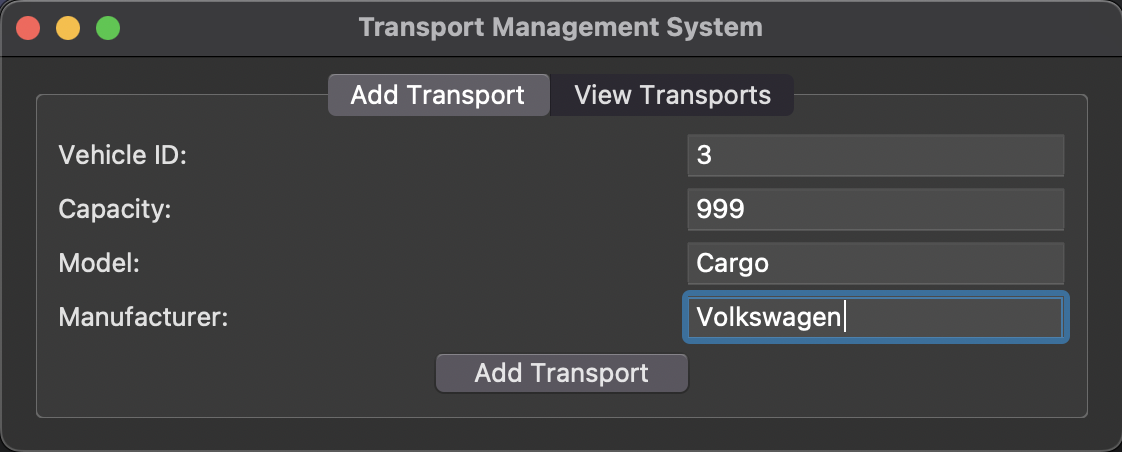 Transport Management System
Add Transport View Transports
Vehicle ID: 3
Capacity: 999
Model: Cargo
Manufacturer: Volkswagen
Add Transport